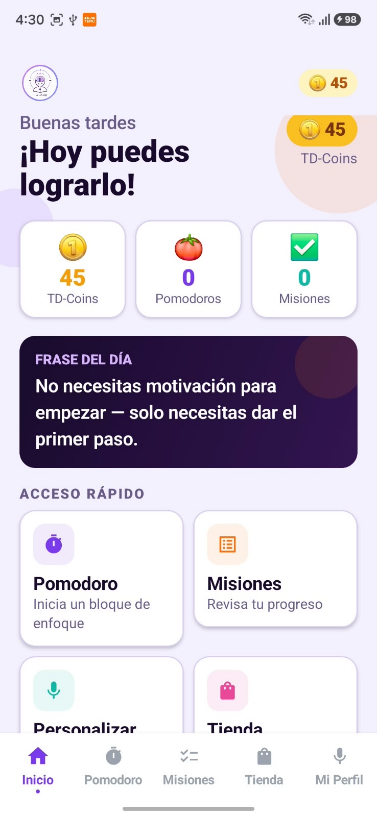 4:30
98
45
Buenas tardes
¡Hoy puedes
lograrlo!
45
TD-Coins
45
TD-Coins
0
Pomodoros
0
Misiones
FRASE DEL DÍA
No necesitas motivación para
empezar — solo necesitas dar el
primer paso.
ACCESO RÁPIDO
Pomodoro
Inicia un bloque de
enfoque
Misiones
Revisa tu progreso
Personalizar
Tienda
Inicio
Pomodoro
Misiones
Tienda
Mi Perfil